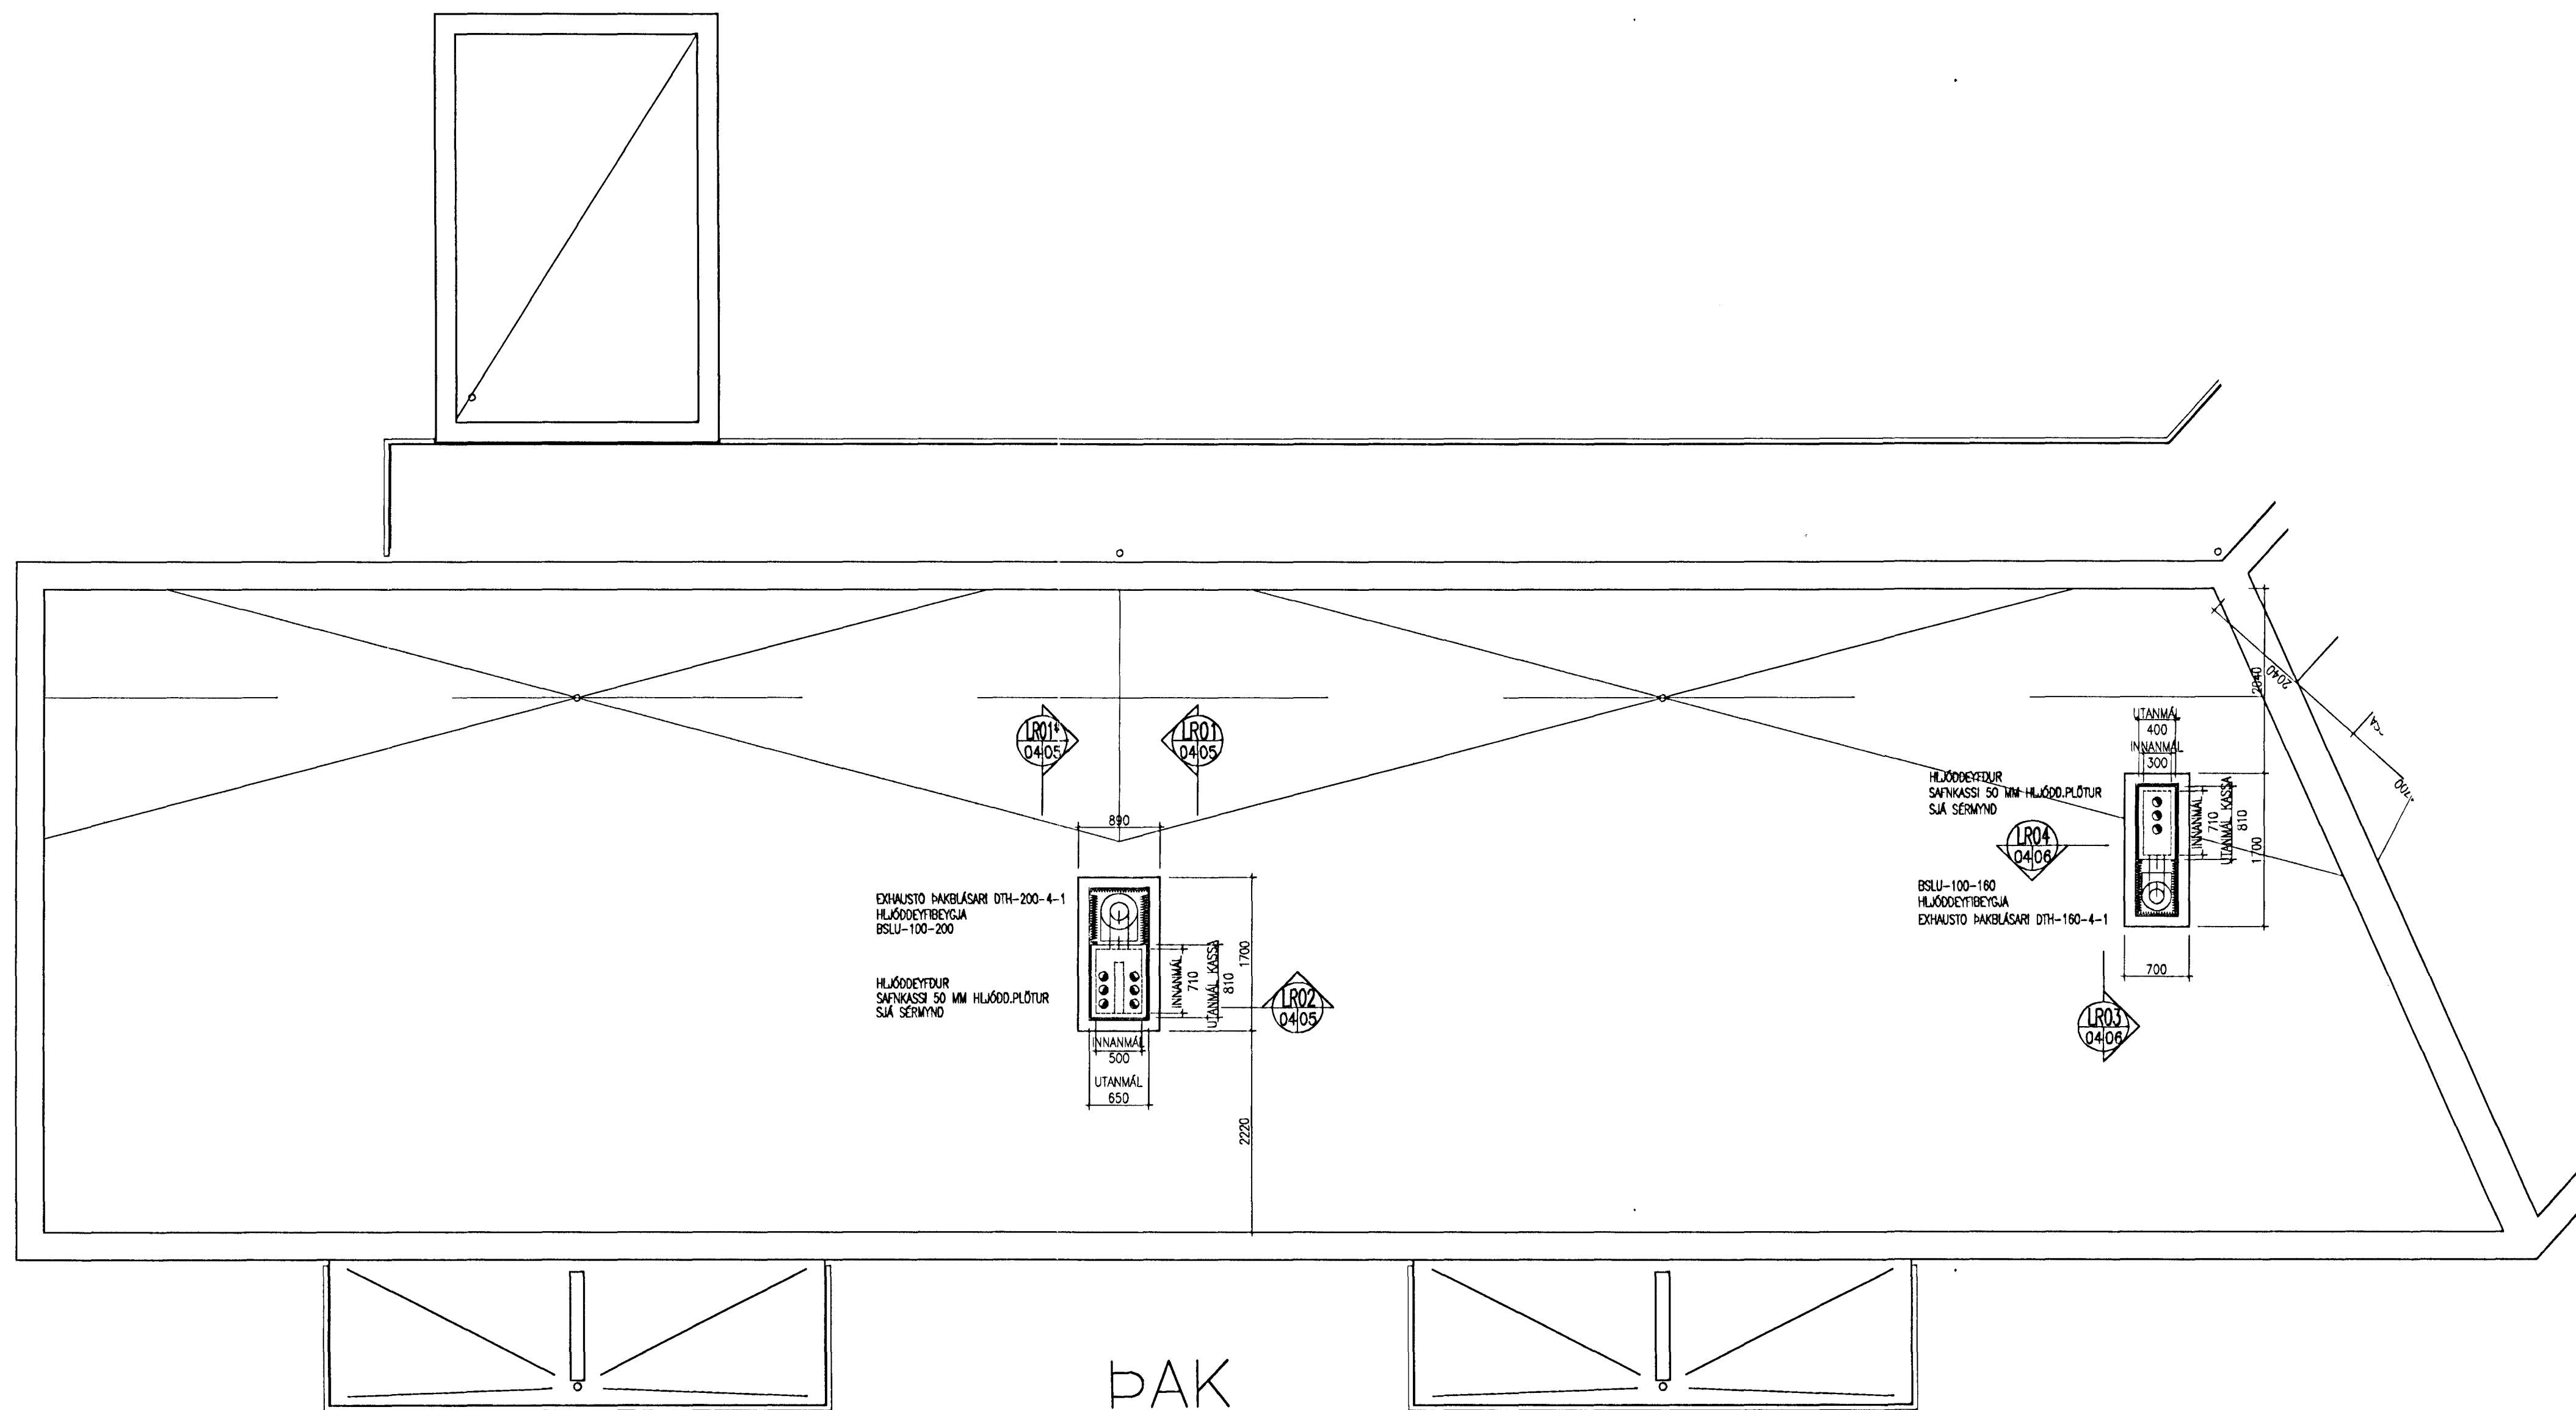 LR01*
04 05
LR01
04 05
890
EXHAUSTO ÞAKBLÁSARI DTH-200-4-1
HLJÓÐDEYFIBEYGJA
BSLU-100-200
HLJÓÐDEYFÐUR
SAFNKASSI 50 MM HLJÓÐD.PLÖTUR
SJÁ SÉRMYND
INNANMÁL
710
UTANMÁL KASSA
810
1700
2220
LR02
04 05
INNANMÁL
500
UTANMÁL
650
HLJÓÐDEYFÐUR
SAFNKASSI 50 MM HLJÓÐD.PLÖTUR
SJÁ SÉRMYND
LR04
04 06
BSLU-100-160
HLJÓÐDEYFIBEYGJA
EXHAUSTO ÞAKBLÁSARI DTH-160-4-1
UTANMÁL
400
INNANMÁL
300
INNANMÁL
710
UTANMÁL KASSA
810
1700
2040
2040
1700
700
LR03
04 06
ÞAK